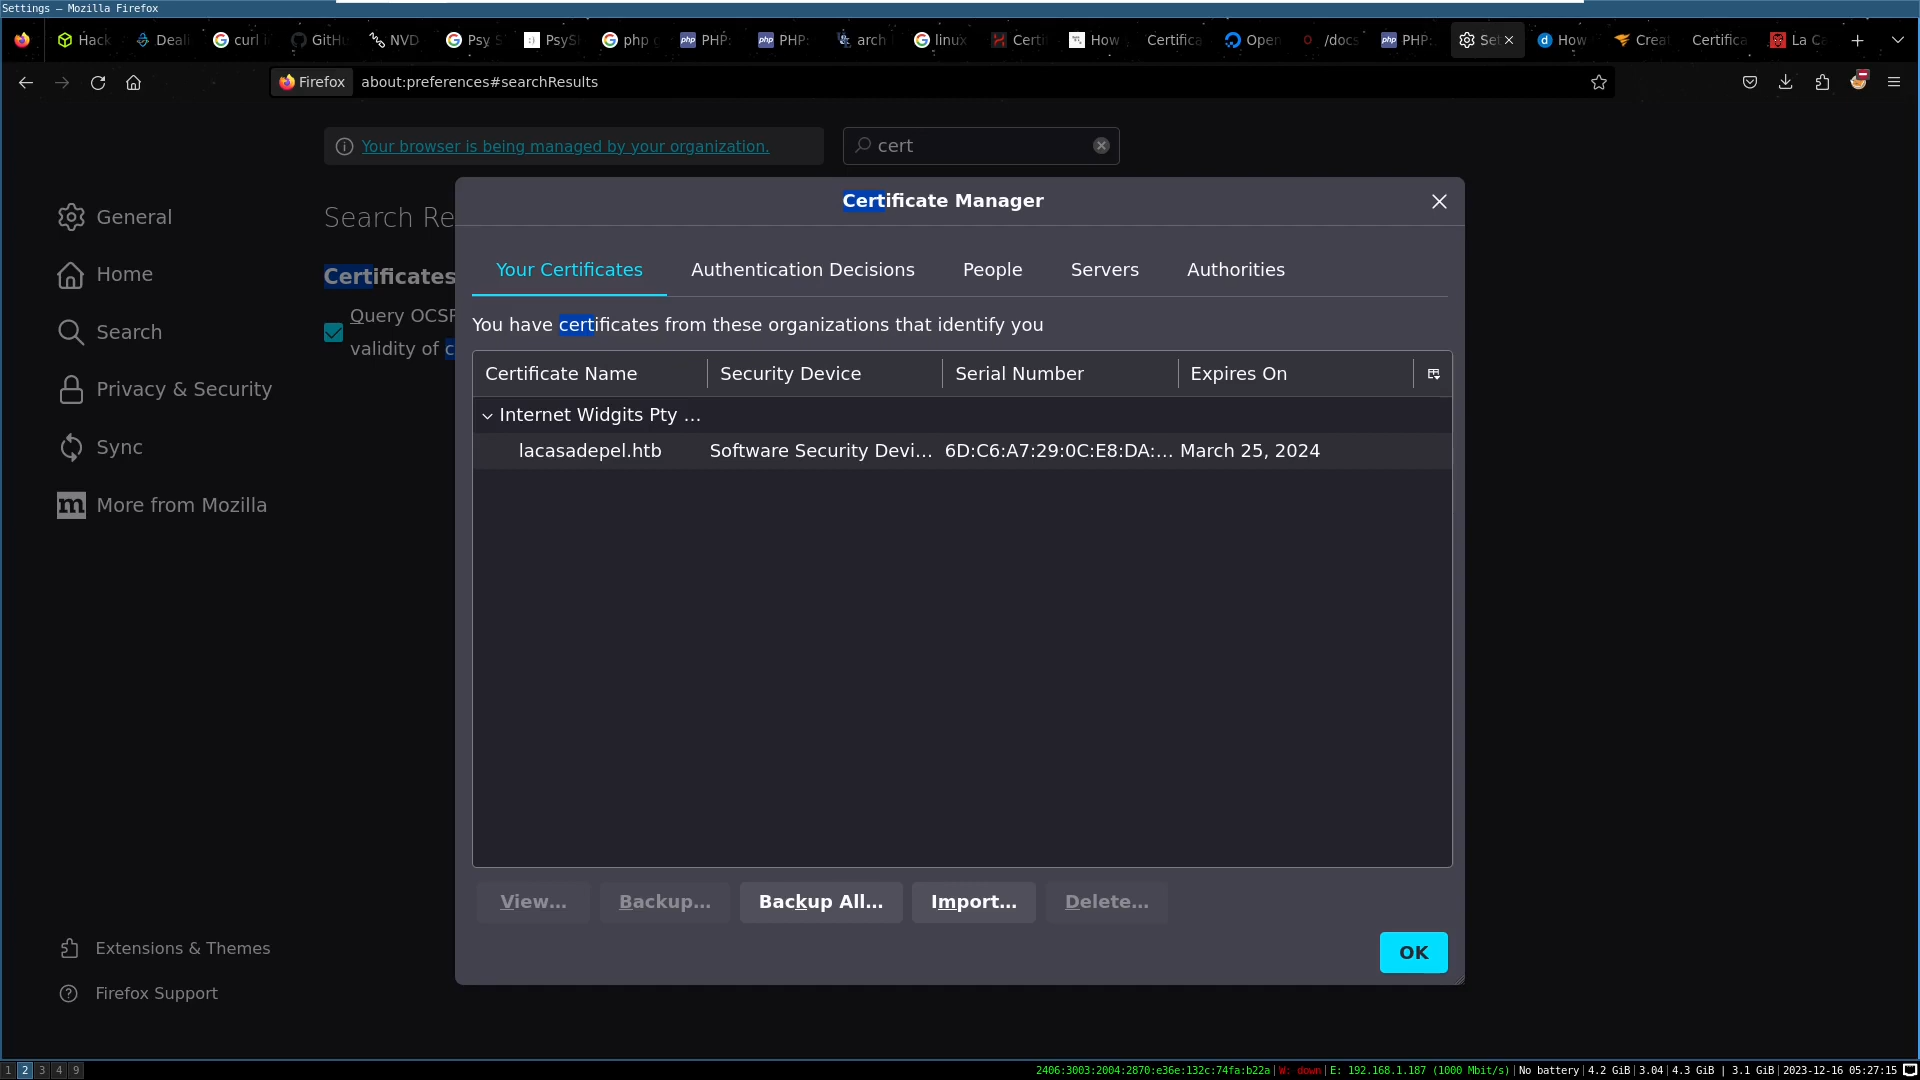 Settings — Mozilla Firefox
Hack
Deali
curl i
GitHu
NVD
Psy S
PsyS
php g
PHP:
PHP:
arch
linux
Certi
How
Certifica
Open
/docs
PHP:
Set
How
Crea
Certifica
La Ca
Firefox about:preferences#searchResults
Your browser is being managed by your organization.
cert
General
Home
Search
Privacy & Security
Sync
More from Mozilla
Extensions & Themes
Firefox Support
Search Re
Certificates
Query OCSP
validity of c
Certificate Manager
Your Certificates Authentication Decisions People Servers Authorities
You have certificates from these organizations that identify you
Certificate Name Security Device Serial Number Expires On
Internet Widgits Pty …
lacasadepel.htb Software Security Devi… 6D:C6:A7:29:0C:E8:DA:… March 25, 2024
View… Backup… Backup All… Import… Delete…
OK
1 2 3 4 9
2406:3003:2004:2870:e36e:132c:74fa:b22a|W: down|E: 192.168.1.187 (1000 Mbit/s)|No battery|4.2 GiB|3.04|4.3 GiB | 3.1 GiB|2023-12-16 05:27:15